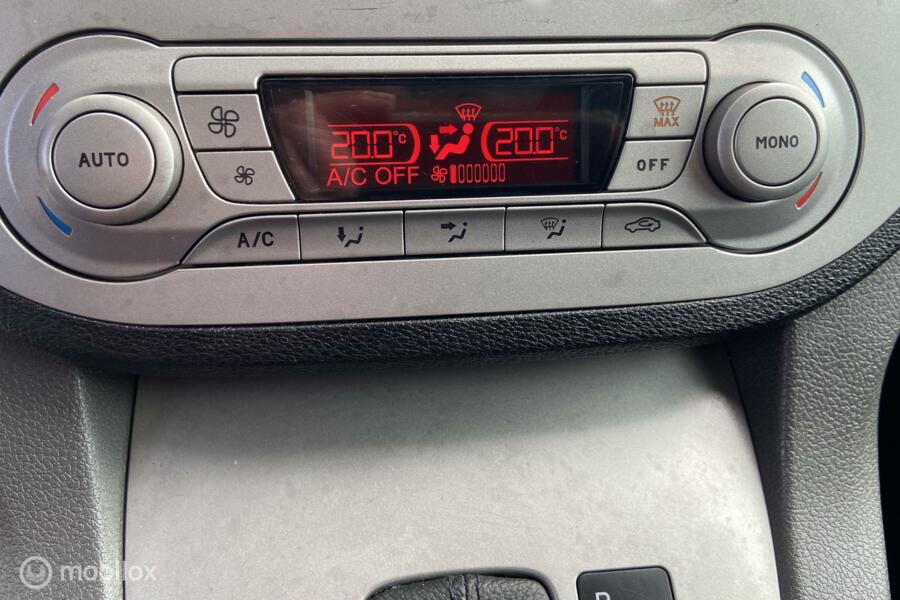 AUTO
20.0°C
20.0°C
A/C OFF
MAX
OFF
MONO
A/C
P
mobilox